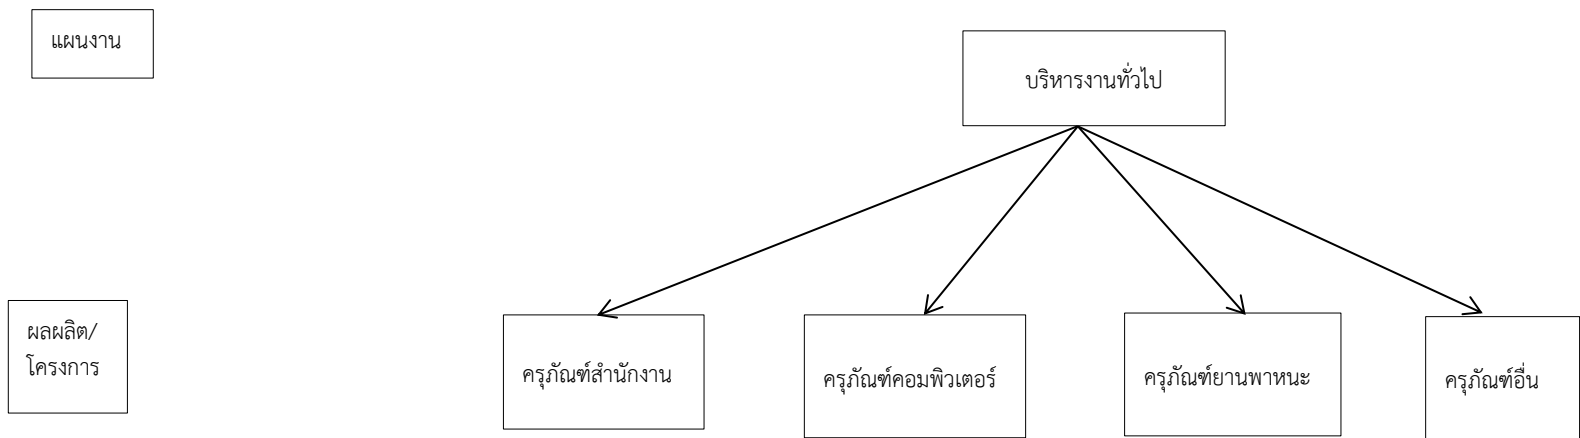 แผนงาน
บริหารงานทั่วไป
ผลผลิต/
โครงการ
ครุภัณฑ์สำนักงาน
ครุภัณฑ์คอมพิวเตอร์
ครุภัณฑ์ยานพาหนะ
ครุภัณฑ์อื่น